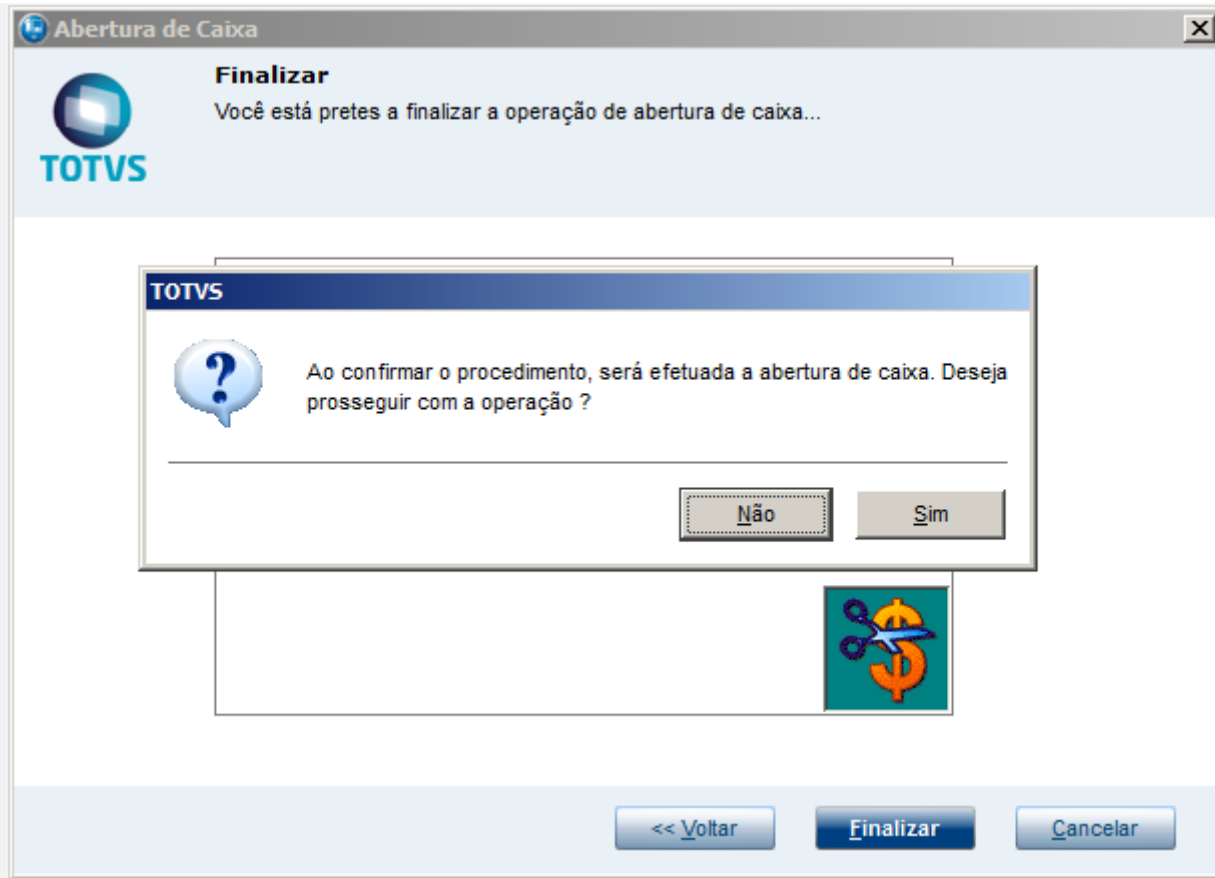 Abertura de Caixa
Finalizar
Você está pretes a finalizar a operação de abertura de caixa...
TOTVS
TOTVS
Ao confirmar o procedimento, será efetuada a abertura de caixa. Deseja
prosseguir com a operação ?
Não
Sim
<< Voltar
Finalizar
Cancelar